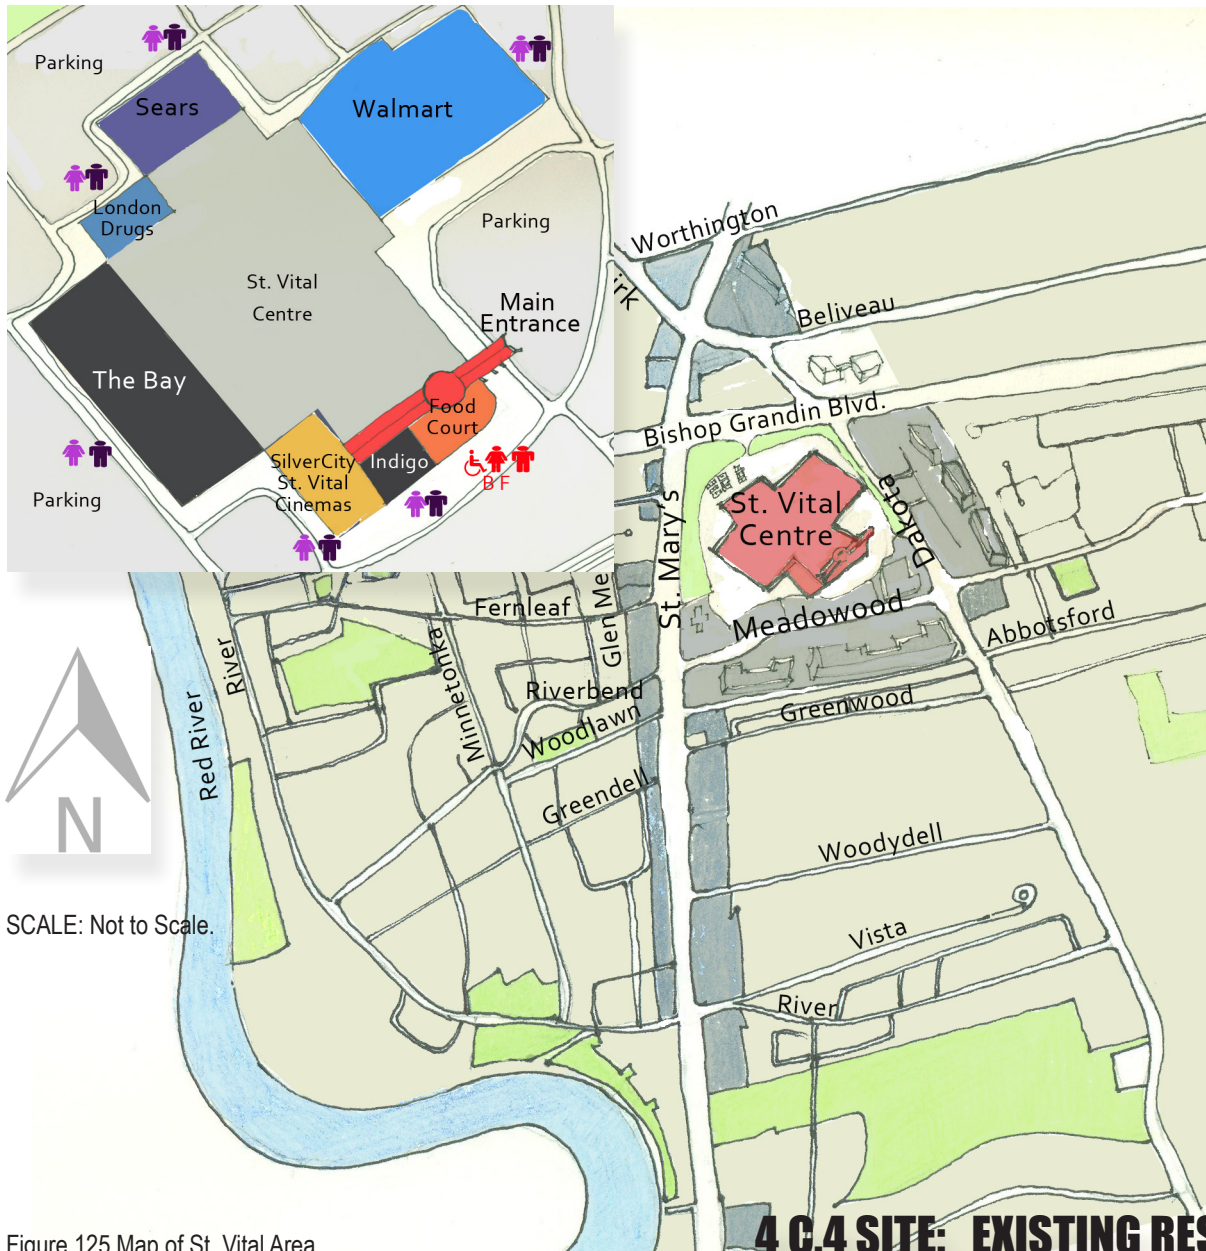 Parking
Sears
Walmart
London
Drugs
Parking
St. Vital
Centre
Main
Entrance
The Bay
Food
Court
SilverCity
St. Vital
Cinemas
Indigo
B F
Parking
Worthington
Beliveau
Bishop Grandin Blvd.
St. Mary's
St. Vital
Centre
Dakota
Fernleaf
Meadowood
Abbotsford
River
Minnetonka
Riverbend
Greenwood
Woodlawn
Red River
Greendell
N
Woodydell
SCALE: Not to Scale.
Vista
River
4 C.4 SITE: EXISTING RES
Figure 125 Map of St. Vital Area